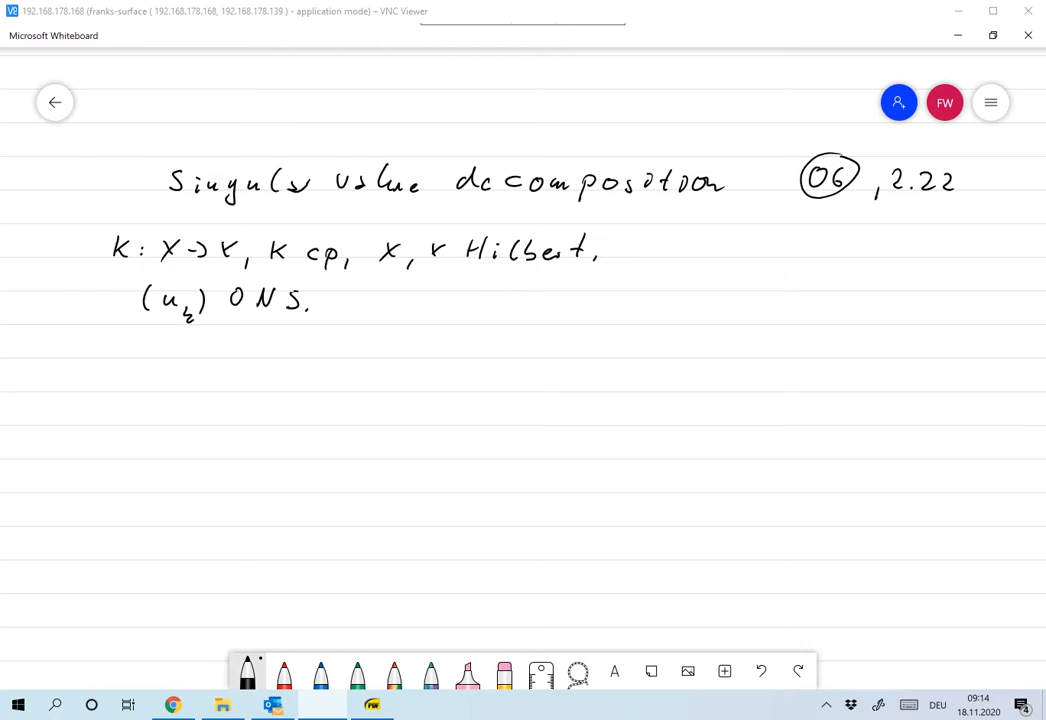 192.168.178.168 (franks-surface ( 192.168.178.168, 192.168.178.139 ) - application mode) – VNC Viewer
Microsoft Whiteboard
FW
Singular value decomposition 06, 2.22
K: X → Y, K cp, X, Y Hilbert,
(u_k) ONS.
A
DEU
09:14
18.11.2020
4